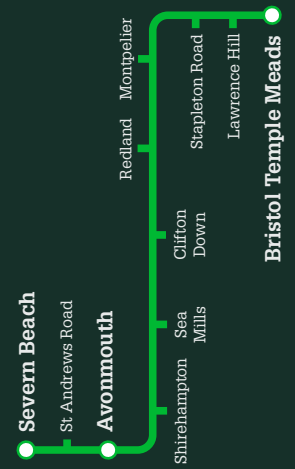 Severn Beach
St Andrews Road
Avonmouth
Shirehampton
Sea
Mills
Clifton
Down
Redland
Montpelier
Stapleton Road
Lawrence Hill
Bristol Temple Meads